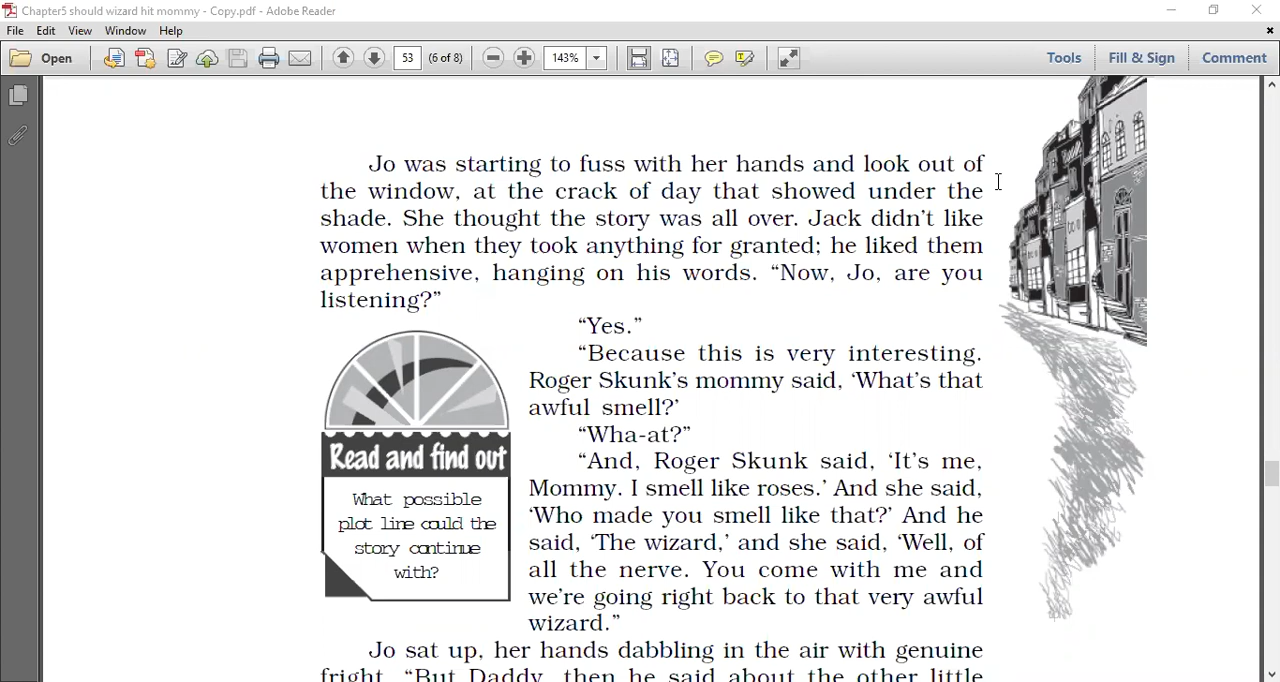 Chapter5 should wizard hit mommy - Copy.pdf - Adobe Reader
File Edit View Window Help
Open 53 (6 of 8) 143% Tools Fill & Sign Comment
Jo was starting to fuss with her hands and look out of
the window, at the crack of day that showed under the
shade. She thought the story was all over. Jack didn't like
women when they took anything for granted; he liked them
apprehensive, hanging on his words. “Now, Jo, are you
listening?”
“Yes.”
“Because this is very interesting.
Roger Skunk's mommy said, ‘What's that
awful smell?’
“Wha-at?”
“And, Roger Skunk said, ‘It's me,
Mommy. I smell like roses.’ And she said,
‘Who made you smell like that?’ And he
said, ‘The wizard,’ and she said, ‘Well, of
all the nerve. You come with me and
we're going right back to that very awful
wizard.”
Read and find out
What possible
plot line could the
story continue
with?
Jo sat up, her hands dabbling in the air with genuine
fright. “But Daddy, then he said about the other little